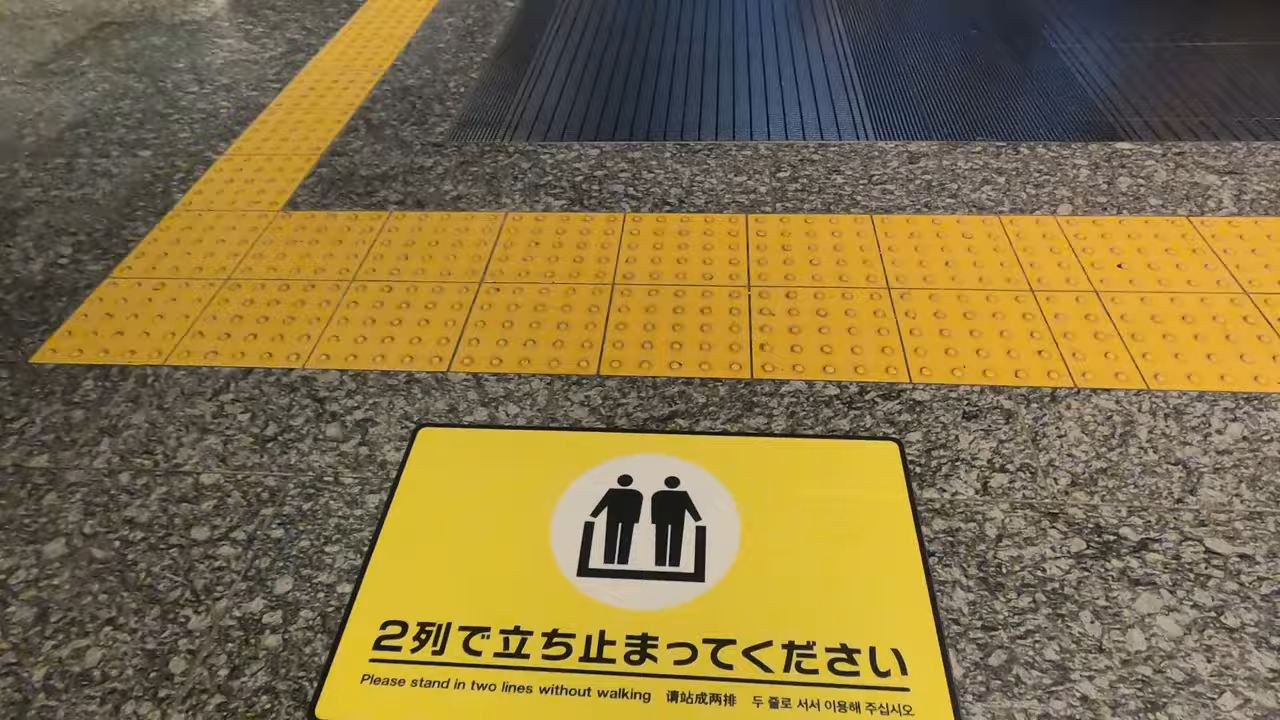 2列で立ち止まってください
Please stand in two lines without walking 请站成两排 두 줄로 서서 이용해 주십시오